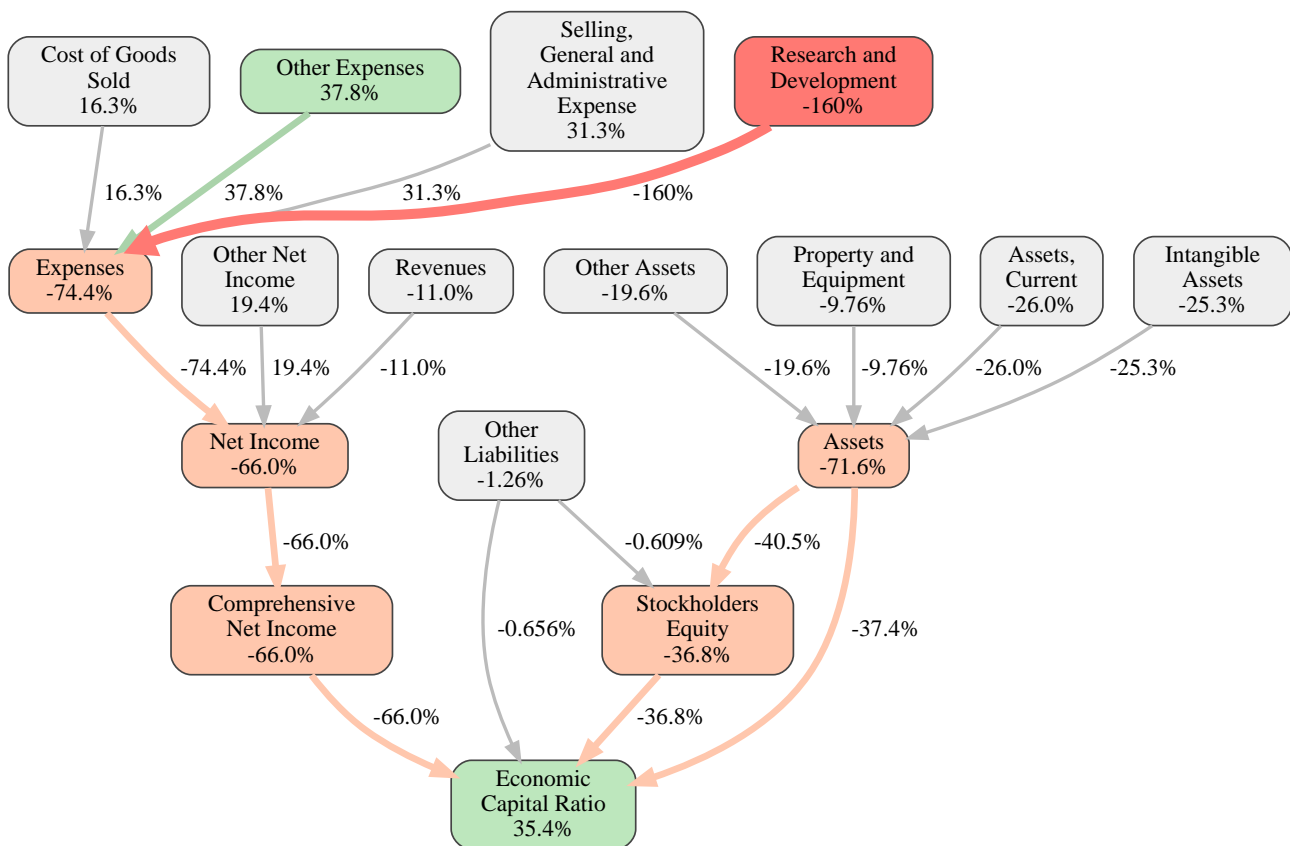 Cost of Goods
Sold
16.3%
Other Expenses
37.8%
Selling,
General and
Administrative
Expense
31.3%
Research and
Development
-160%
16.3%
37.8%
31.3%
-160%
Expenses
-74.4%
Other Net
Income
19.4%
Revenues
-11.0%
Other Assets
-19.6%
Property and
Equipment
-9.76%
Assets,
Current
-26.0%
Intangible
Assets
-25.3%
-74.4%
19.4%
-11.0%
-19.6%
-9.76%
-26.0%
-25.3%
Net Income
-66.0%
Other
Liabilities
-1.26%
Assets
-71.6%
-66.0%
-0.609%
-40.5%
Comprehensive
Net Income
-66.0%
-0.656%
Stockholders
Equity
-36.8%
-37.4%
-66.0%
-36.8%
Economic
Capital Ratio
35.4%